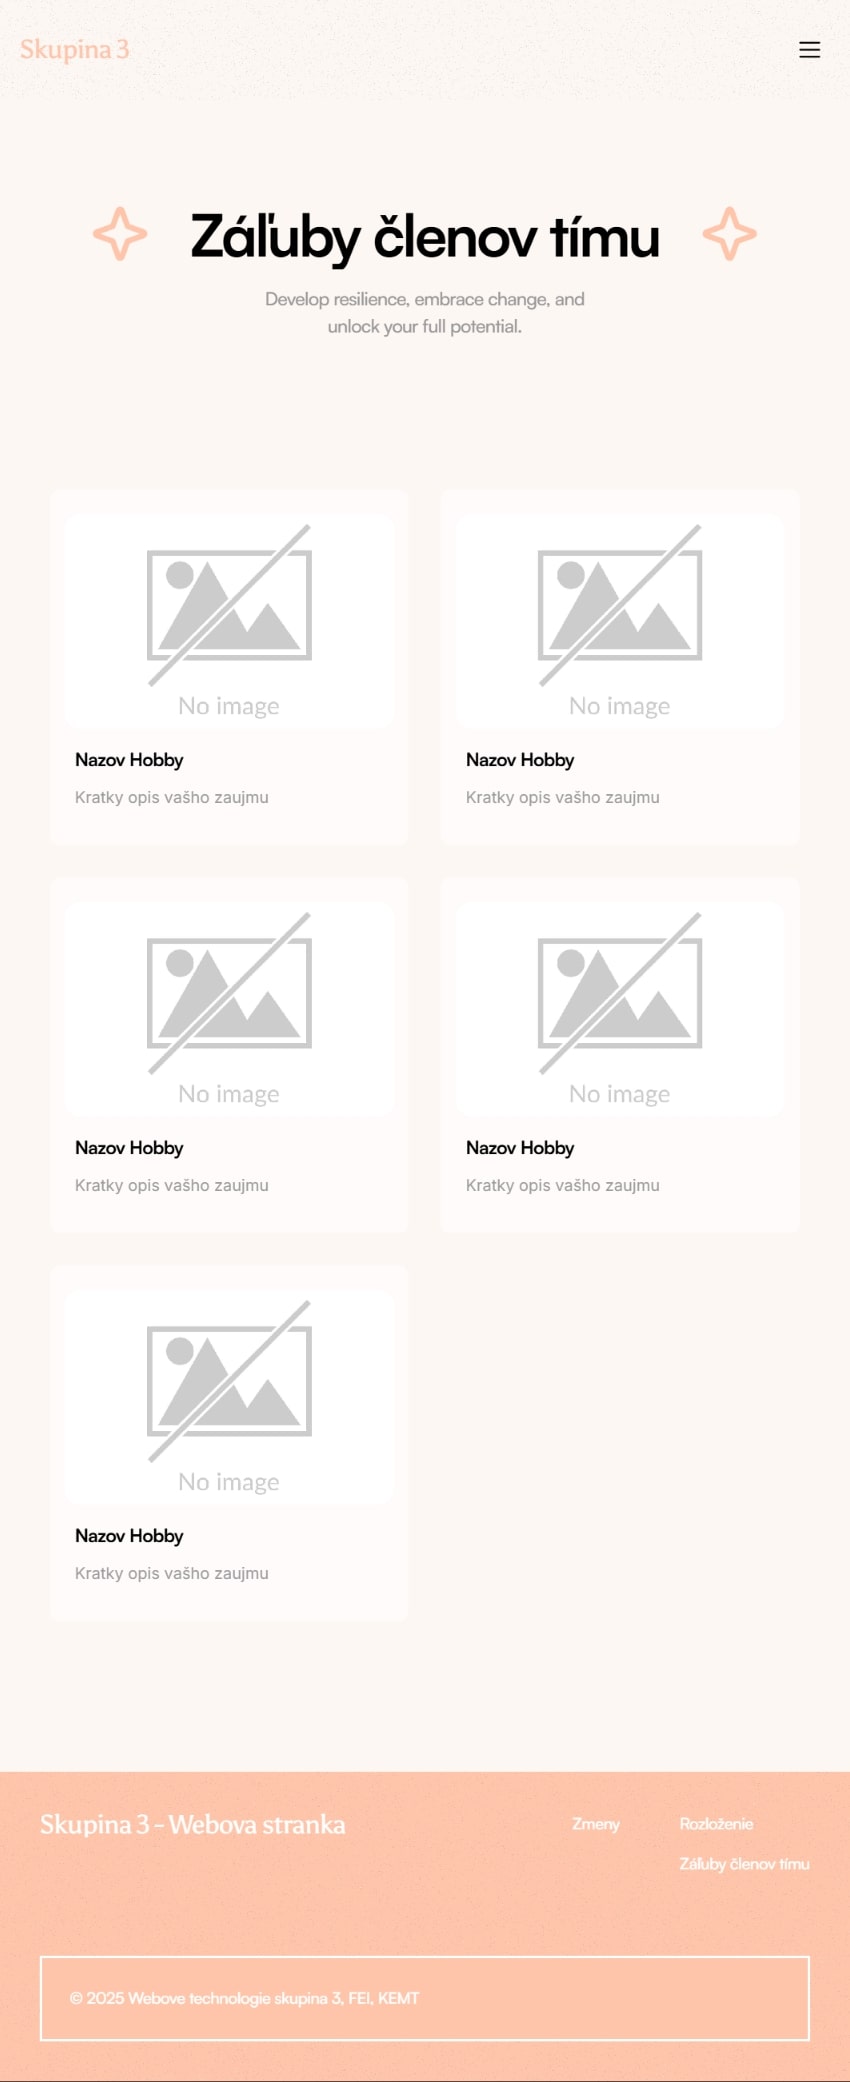 Skupina 3
Záľuby členov tímu
Develop resilience, embrace change, and
unlock your full potential.
No image
Nazov Hobby
Kratky opis vašho zaujmu
No image
Nazov Hobby
Kratky opis vašho zaujmu
No image
Nazov Hobby
Kratky opis vašho zaujmu
No image
Nazov Hobby
Kratky opis vašho zaujmu
No image
Nazov Hobby
Kratky opis vašho zaujmu
Skupina 3 - Webova stranka
Zmeny
Rozloženie
Záľuby členov tímu
© 2025 Webove technologie skupina 3, FEI, KEMT